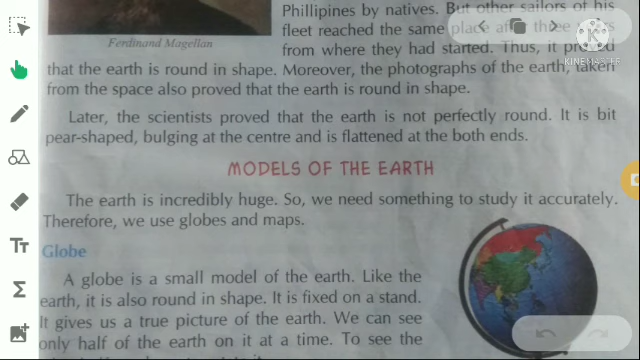 Phillipines by natives. But other sailors of his
fleet reached the same place after three years
Ferdinand Magellan
from where they had started. Thus, it proved
KINEMASTER
that the earth is round in shape. Moreover, the photographs of the earth, taken
from the space also proved that the earth is round in shape.
Later, the scientists proved that the earth is not perfectly round. It is bit
pear-shaped, bulging at the centre and is flattened at the both ends.
MODELS OF THE EARTH
The earth is incredibly huge. So, we need something to study it accurately.
Therefore, we use globes and maps.
Globe
A globe is a small model of the earth. Like the
earth, it is also round in shape. It is fixed on a stand.
It gives us a true picture of the earth. We can see
only half of the earth on it at a time. To see the